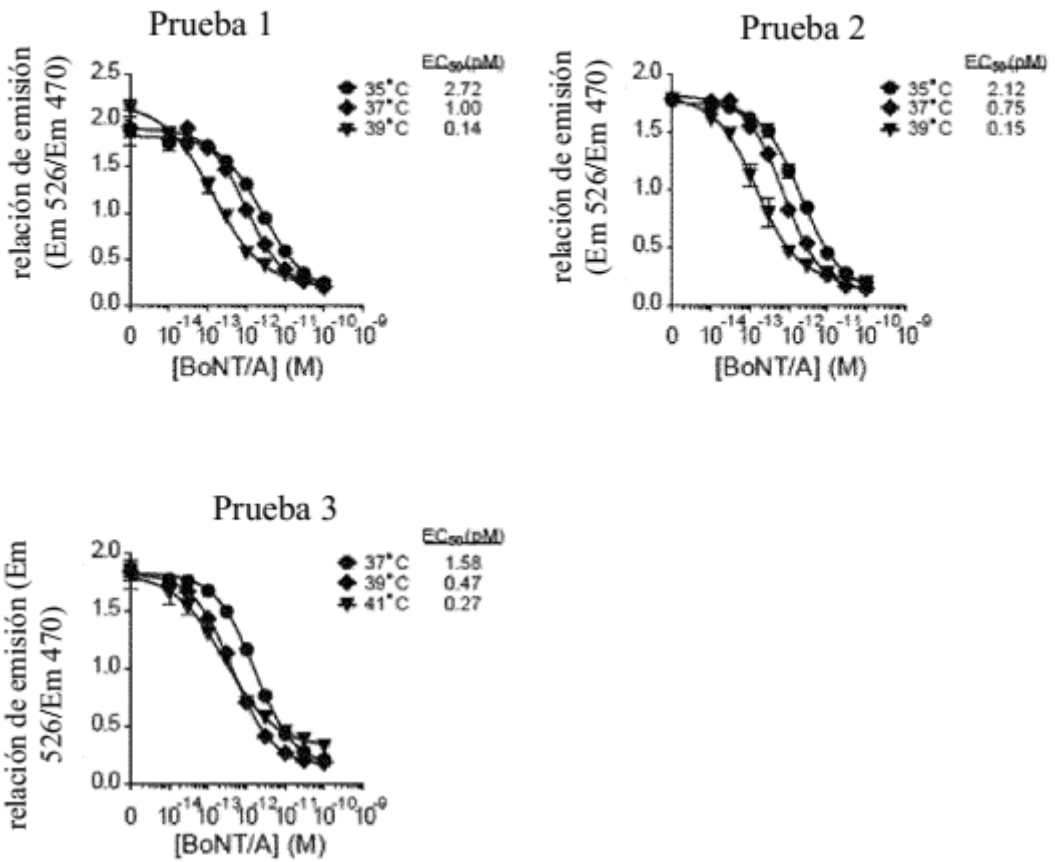 Prueba 1
EC50(pM)
35°C 2.72
37°C 1.00
39°C 0.14
relación de emisión
(Em 526/Em 470)
2.5
2.0
1.5
1.0
0.5
0.0
0 10-14 10-13 10-12 10-11 10-10 10-9
[BoNT/A] (M)
Prueba 2
EC50(pM)
35°C 2.12
37°C 0.75
39°C 0.15
relación de emisión
(Em 526/Em 470)
2.0
1.5
1.0
0.5
0.0
0 10-14 10-13 10-12 10-11 10-10 10-9
[BoNT/A] (M)
Prueba 3
EC50(pM)
37°C 1.58
39°C 0.47
41°C 0.27
relación de emisión (Em
526/Em 470)
2.0
1.5
1.0
0.5
0.0
0 10-14 10-13 10-12 10-11 10-10 10-9
[BoNT/A] (M)